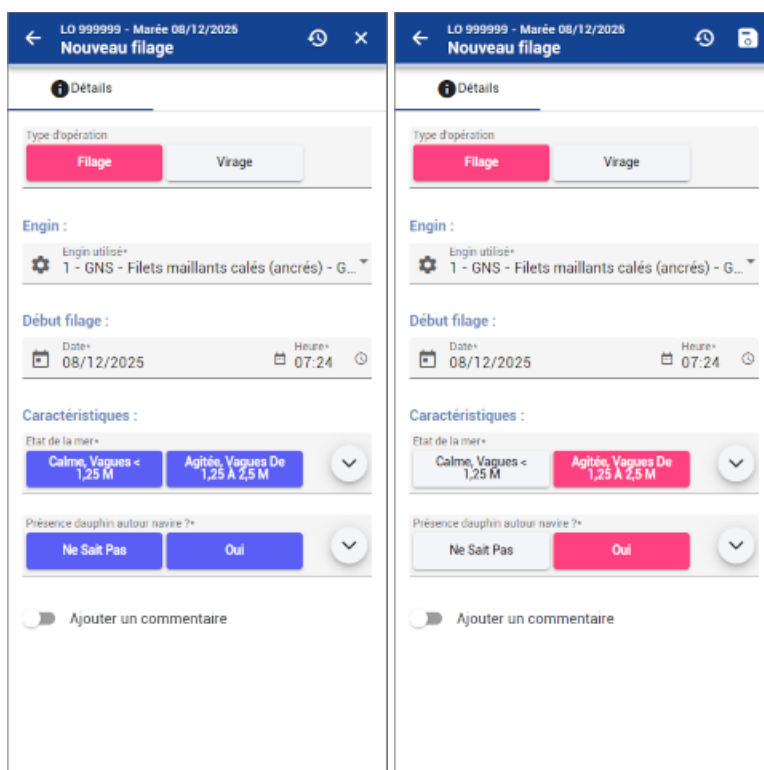 LO 999999 - Marée 08/12/2025
Nouveau filage
Détails
Type d'opération
Filage
Virage
Engin :
Engin utilisé*
1 - GNS - Filets maillants calés (ancrés) - G...
Début filage :
Date*
08/12/2025
Heure*
07:24
Caractéristiques :
Etat de la mer*
Calme, Vagues <
1,25 M
Agitée, Vagues De
1,25 À 2,5 M
Présence dauphin autour navire ?*
Ne Sait Pas
Oui
Ajouter un commentaire
LO 999999 - Marée 08/12/2025
Nouveau filage
Détails
Type d'opération
Filage
Virage
Engin :
Engin utilisé*
1 - GNS - Filets maillants calés (ancrés) - G...
Début filage :
Date*
08/12/2025
Heure*
07:24
Caractéristiques :
Etat de la mer*
Calme, Vagues <
1,25 M
Agitée, Vagues De
1,25 À 2,5 M
Présence dauphin autour navire ?*
Ne Sait Pas
Oui
Ajouter un commentaire